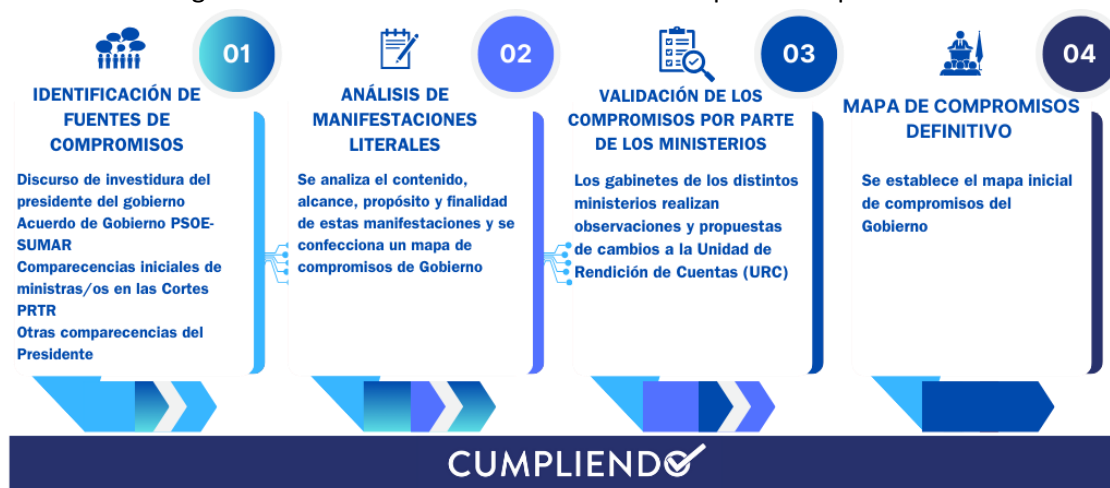 01
IDENTIFICACIÓN DE
FUENTES DE
COMPROMISOS
Discurso de investidura del
presidente del gobierno
Acuerdo de Gobierno PSOE-
SUMAR
Comparecencias iniciales de
ministras/os en las Cortes
PRTR
Otras comparecencias del
Presidente
02
ANÁLISIS DE
MANIFESTACIONES
LITERALES
Se analiza el contenido,
alcance, propósito y finalidad
de estas manifestaciones y se
confecciona un mapa de
compromisos de Gobierno
03
VALIDACIÓN DE LOS
COMPROMISOS POR PARTE
DE LOS MINISTERIOS
Los gabinetes de los distintos
ministerios realizan
observaciones y propuestas
de cambios a la Unidad de
Rendición de Cuentas (URC)
04
MAPA DE COMPROMISOS
DEFINITIVO
Se establece el mapa inicial
de compromisos del
Gobierno
CUMPLIENDO